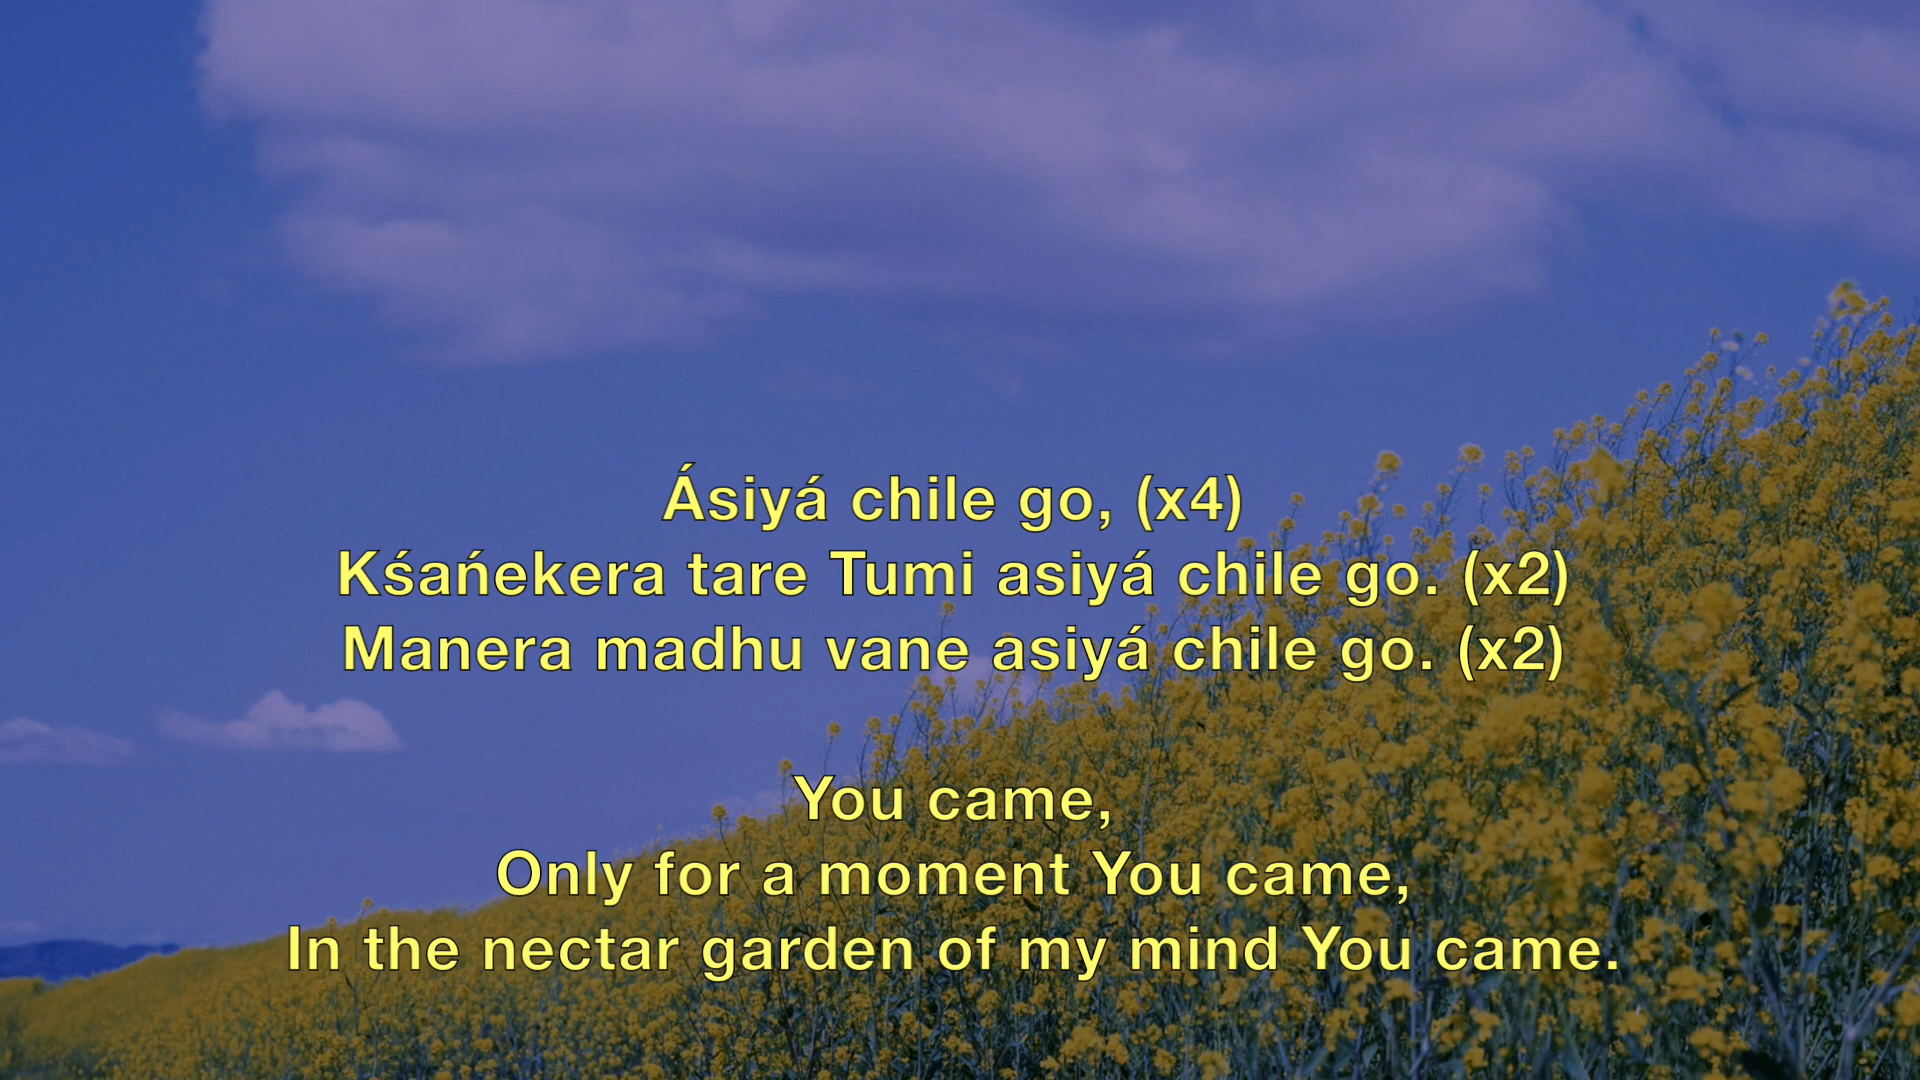 Ásiyá chile go, (x4)
Kśańekera tare Tumi asiyá chile go. (x2)
Manera madhu vane asiyá chile go. (x2)
You came,
Only for a moment You came,
In the nectar garden of my mind You came.